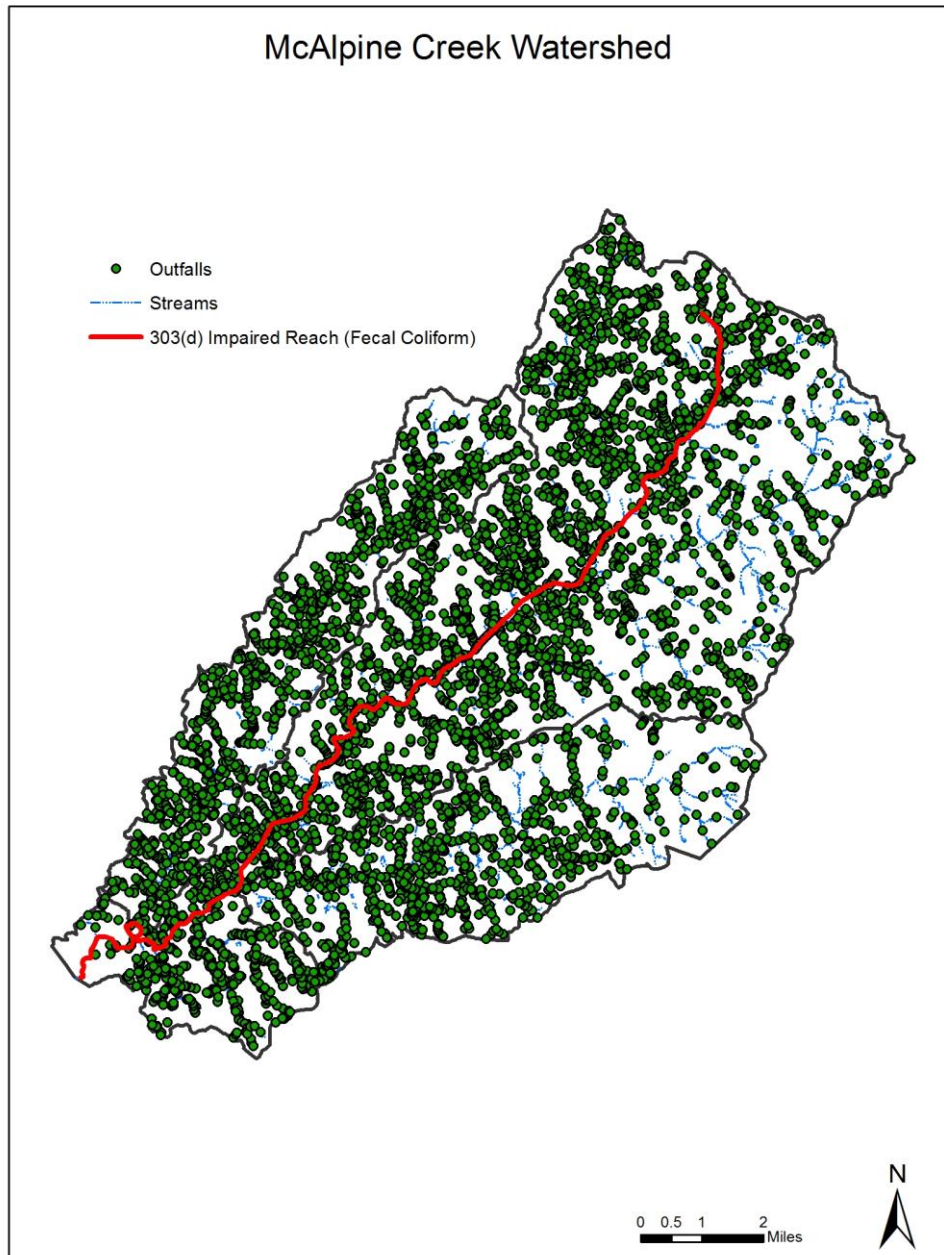 McAlpine Creek Watershed
Outfalls
Streams
303(d) Impaired Reach (Fecal Coliform)
N
0 0.5 1 2
Miles